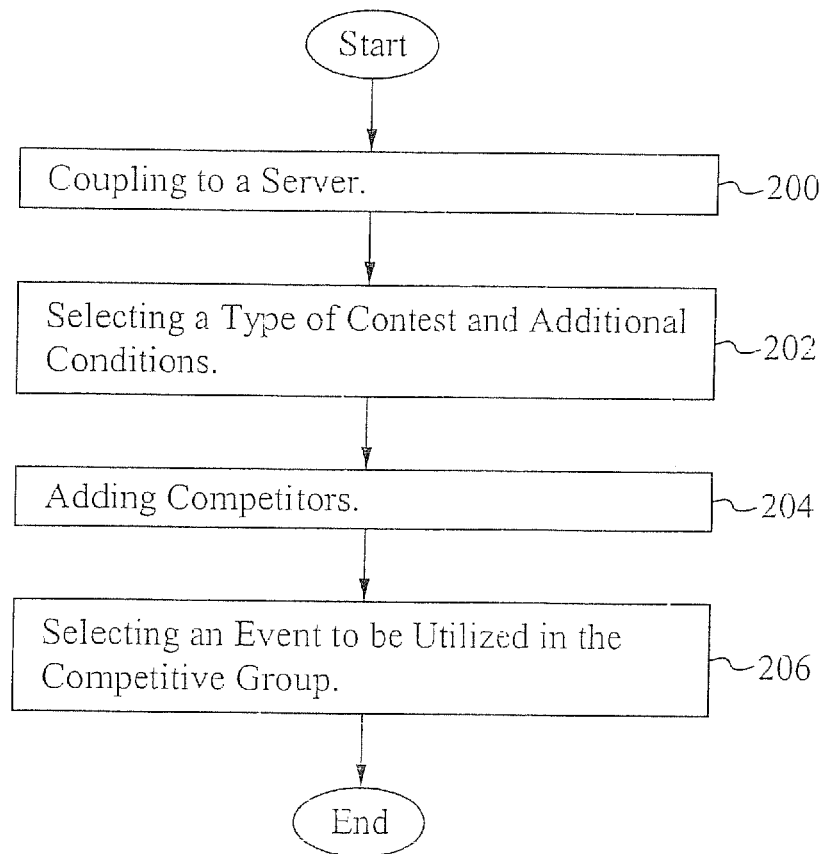 Start
Coupling to a Server.
200
Selecting a Type of Contest and Additional
Conditions.
202
Adding Competitors.
204
Selecting an Event to be Utilized in the
Competitive Group.
206
End